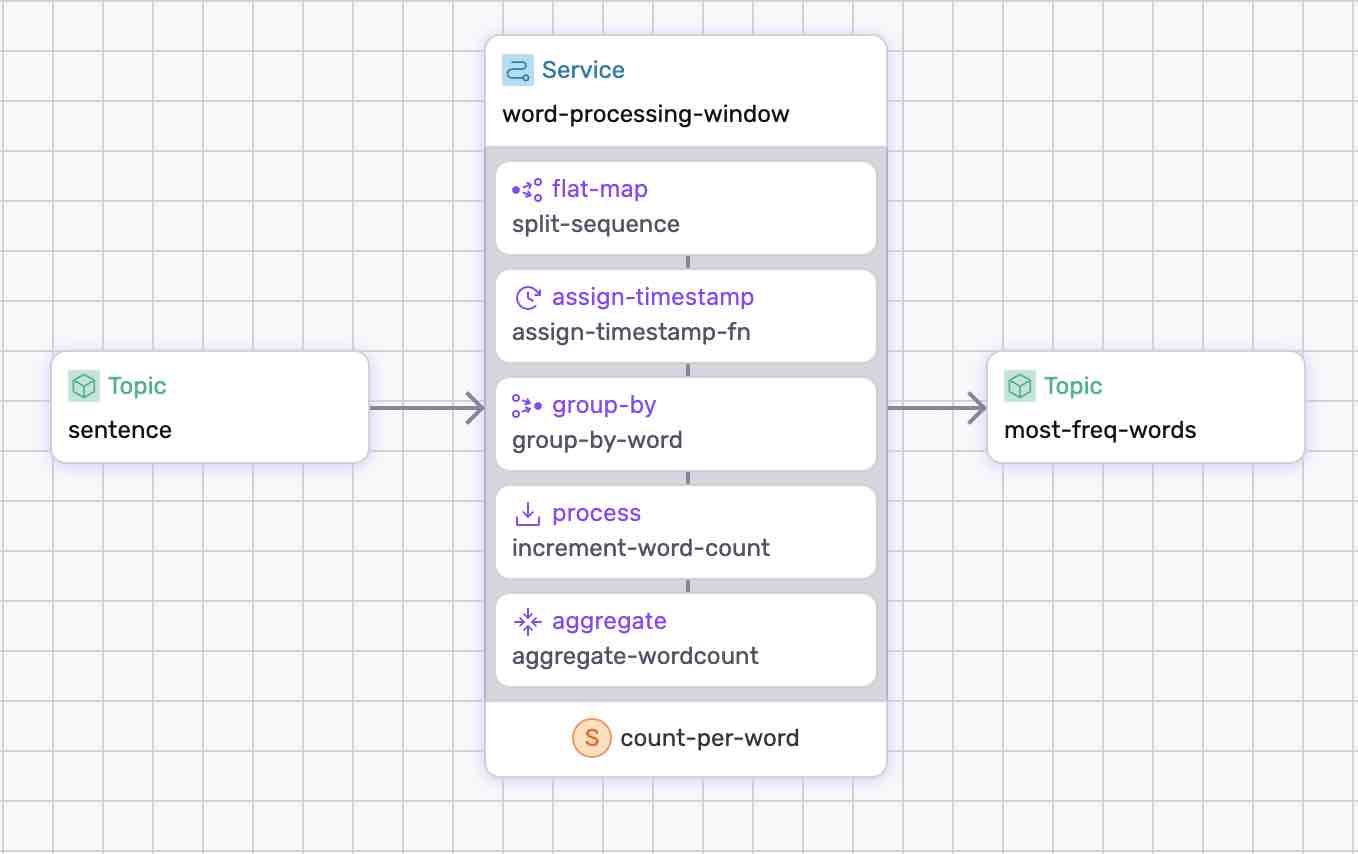 Topic
sentence
Service
word-processing-window
flat-map
split-sequence
assign-timestamp
assign-timestamp-fn
group-by
group-by-word
process
increment-word-count
aggregate
aggregate-wordcount
S count-per-word
Topic
most-freq-words